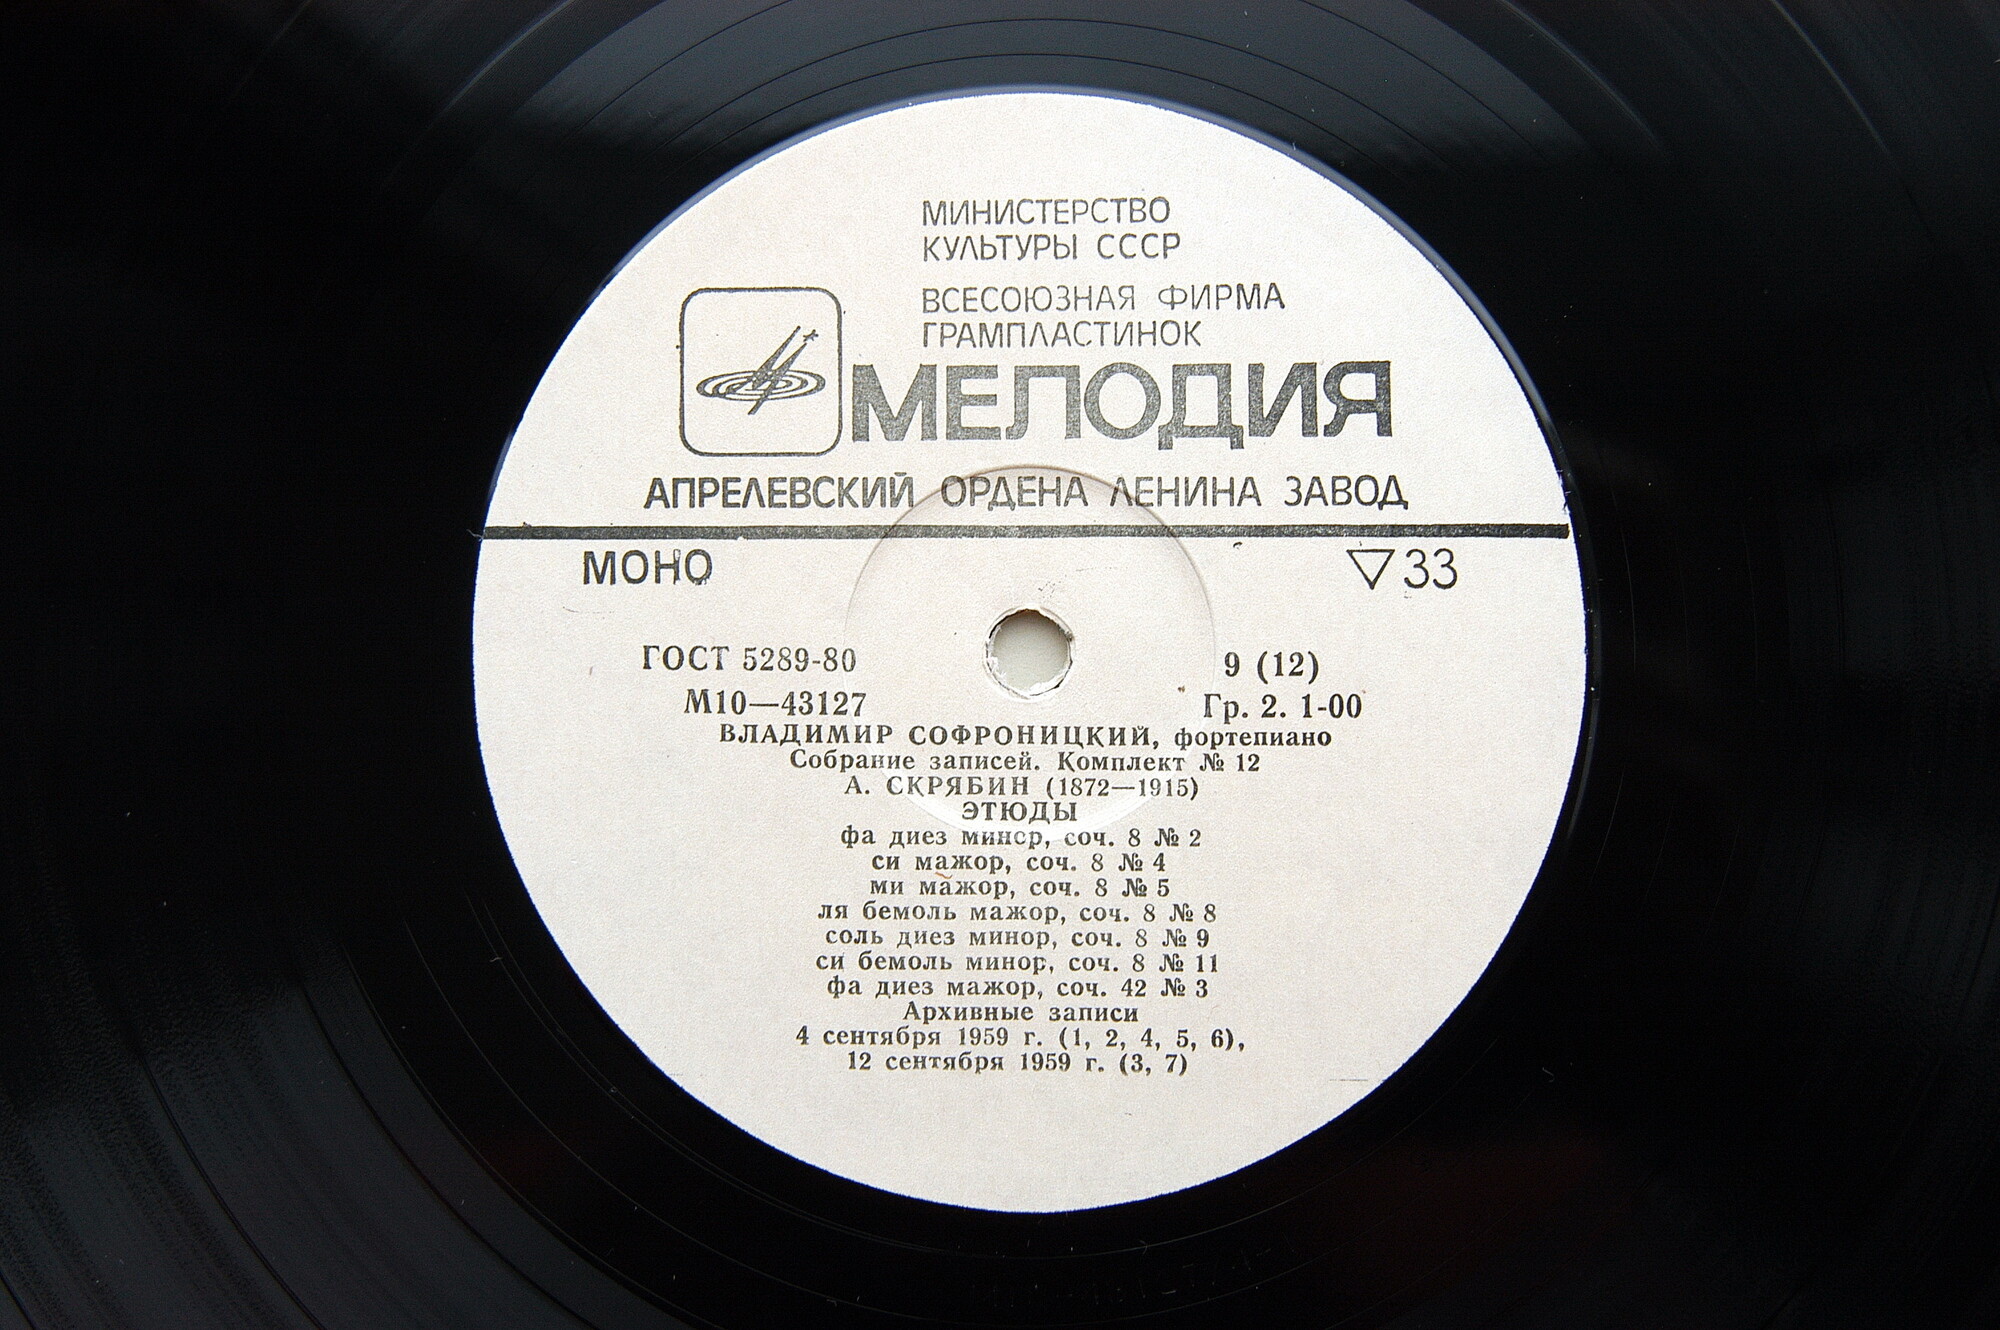 МИНИСТЕРСТВО
КУЛЬТУРЫ СССР
ВСЕСОЮЗНАЯ ФИРМА
ГРАМПЛАСТИНОК
МЕЛОДИЯ
АПРЕЛЕВСКИЙ ОРДЕНА ЛЕНИНА ЗАВОД
МОНО ▽33
ГОСТ 5289-80 9 (12)
М10—43127 Гр. 2. 1-00
ВЛАДИМИР СОФРОНИЦКИЙ, фортепиано
Собрание записей. Комплект № 12
А. СКРЯБИН (1872—1915)
ЭТЮДЫ
фа диез минср, соч. 8 № 2
си мажор, соч. 8 № 4
ми мажор, соч. 8 № 5
ля бемоль мажор, соч. 8 № 8
соль диез минор, соч. 8 № 9
си бемоль минор, соч. 8 № 11
фа диез мажор, соч. 42 № 3
Архивные записи
4 сентября 1959 г. (1, 2, 4, 5, 6),
12 сентября 1959 г. (3, 7)